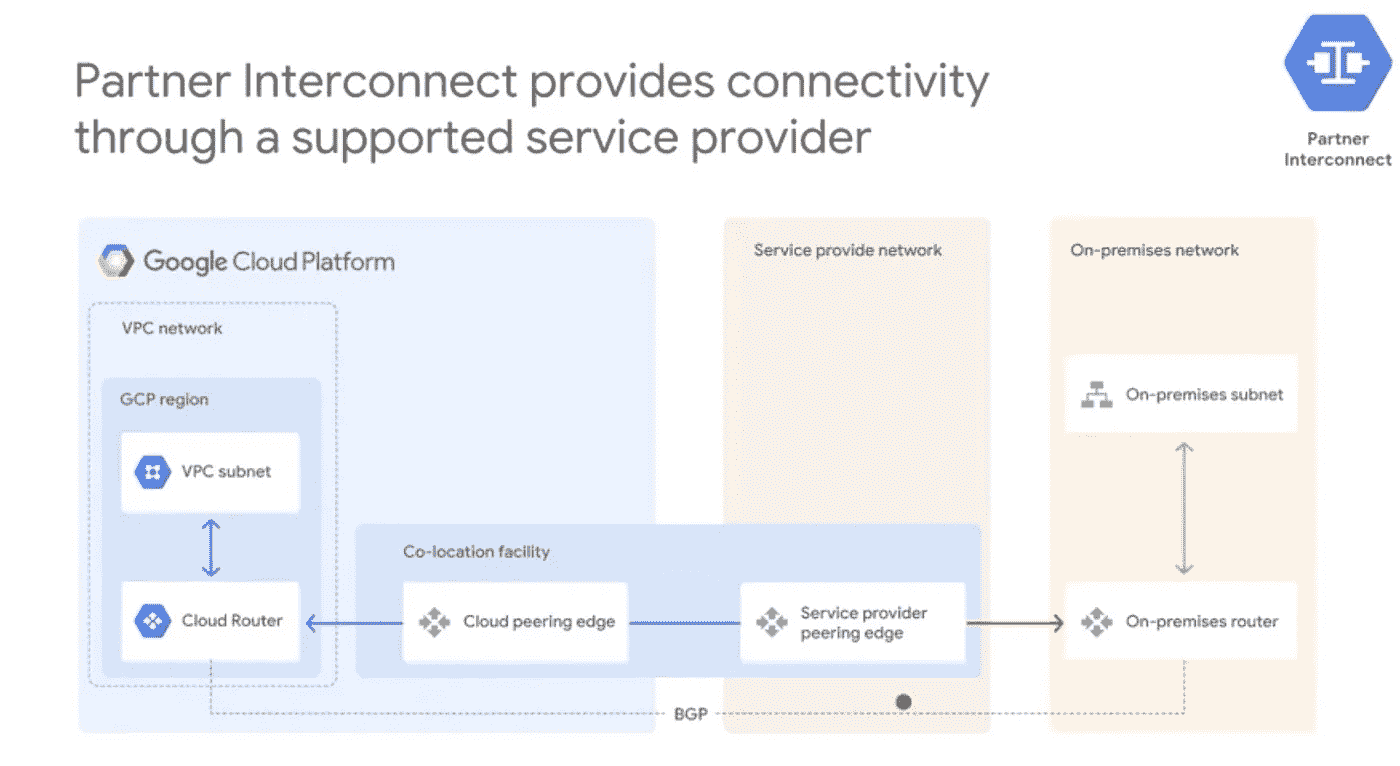 Partner Interconnect provides connectivity
through a supported service provider
Partner
Interconnect
Google Cloud Platform
Service provide network
On-premises network
VPC network
GCP region
On-premises subnet
VPC subnet
Co-location facility
Cloud Router
Cloud peering edge
Service provider
peering edge
On-premises router
BGP